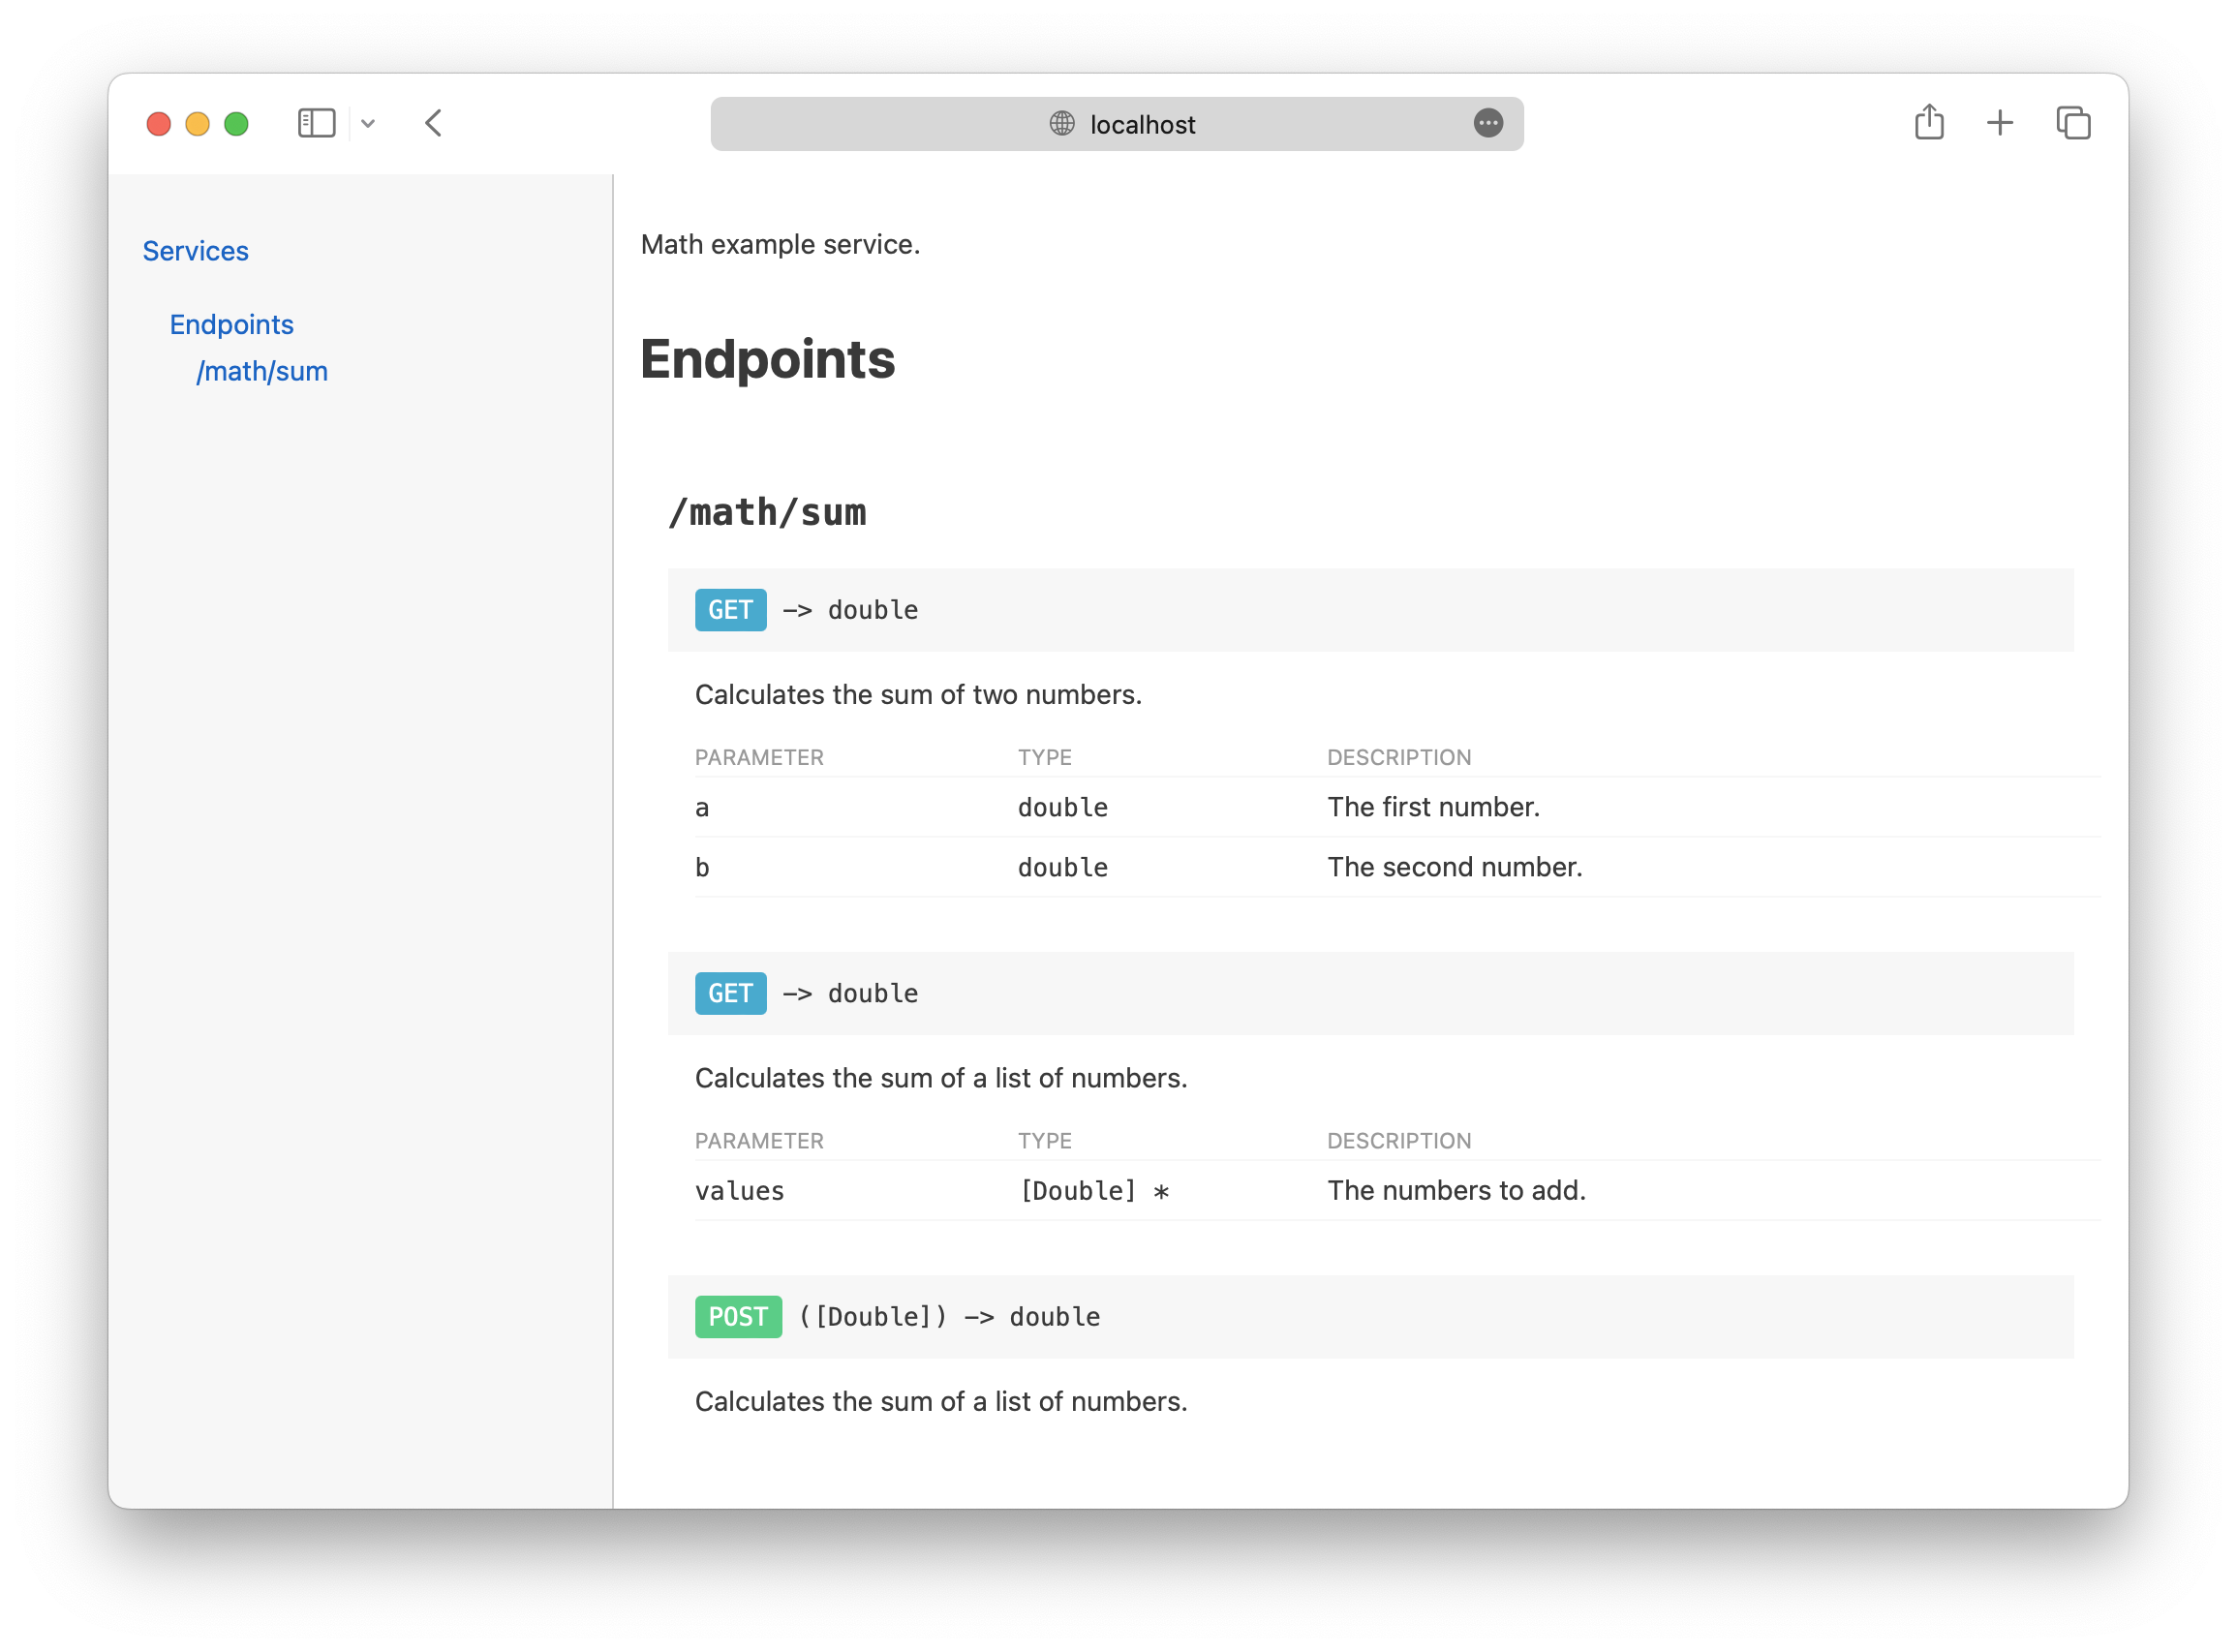 localhost
Services
Endpoints
/math/sum
Math example service.
Endpoints
/math/sum
GET -> double
Calculates the sum of two numbers.
PARAMETER TYPE DESCRIPTION
a double The first number.
b double The second number.
GET -> double
Calculates the sum of a list of numbers.
PARAMETER TYPE DESCRIPTION
values [Double] * The numbers to add.
POST ([Double]) -> double
Calculates the sum of a list of numbers.